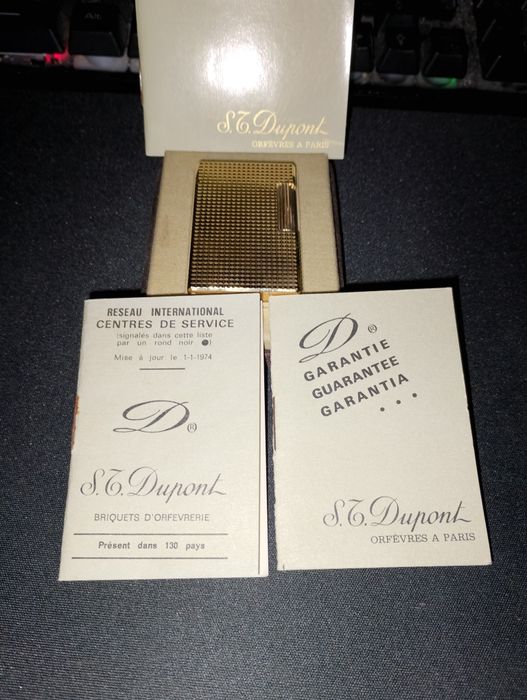 S.T. Dupont
ORFÈVRES A PARIS
RESEAU INTERNATIONAL
CENTRES DE SERVICE
(signalés dans cette liste
par un rond noir ●)
Mise à jour le 1-1-1974
D®
S.T. Dupont
BRIQUETS D'ORFEVRERIE
Présent dans 130 pays
D®
GARANTIE
GUARANTEE
GARANTIA
...
S.T. Dupont
ORFÈVRES A PARIS